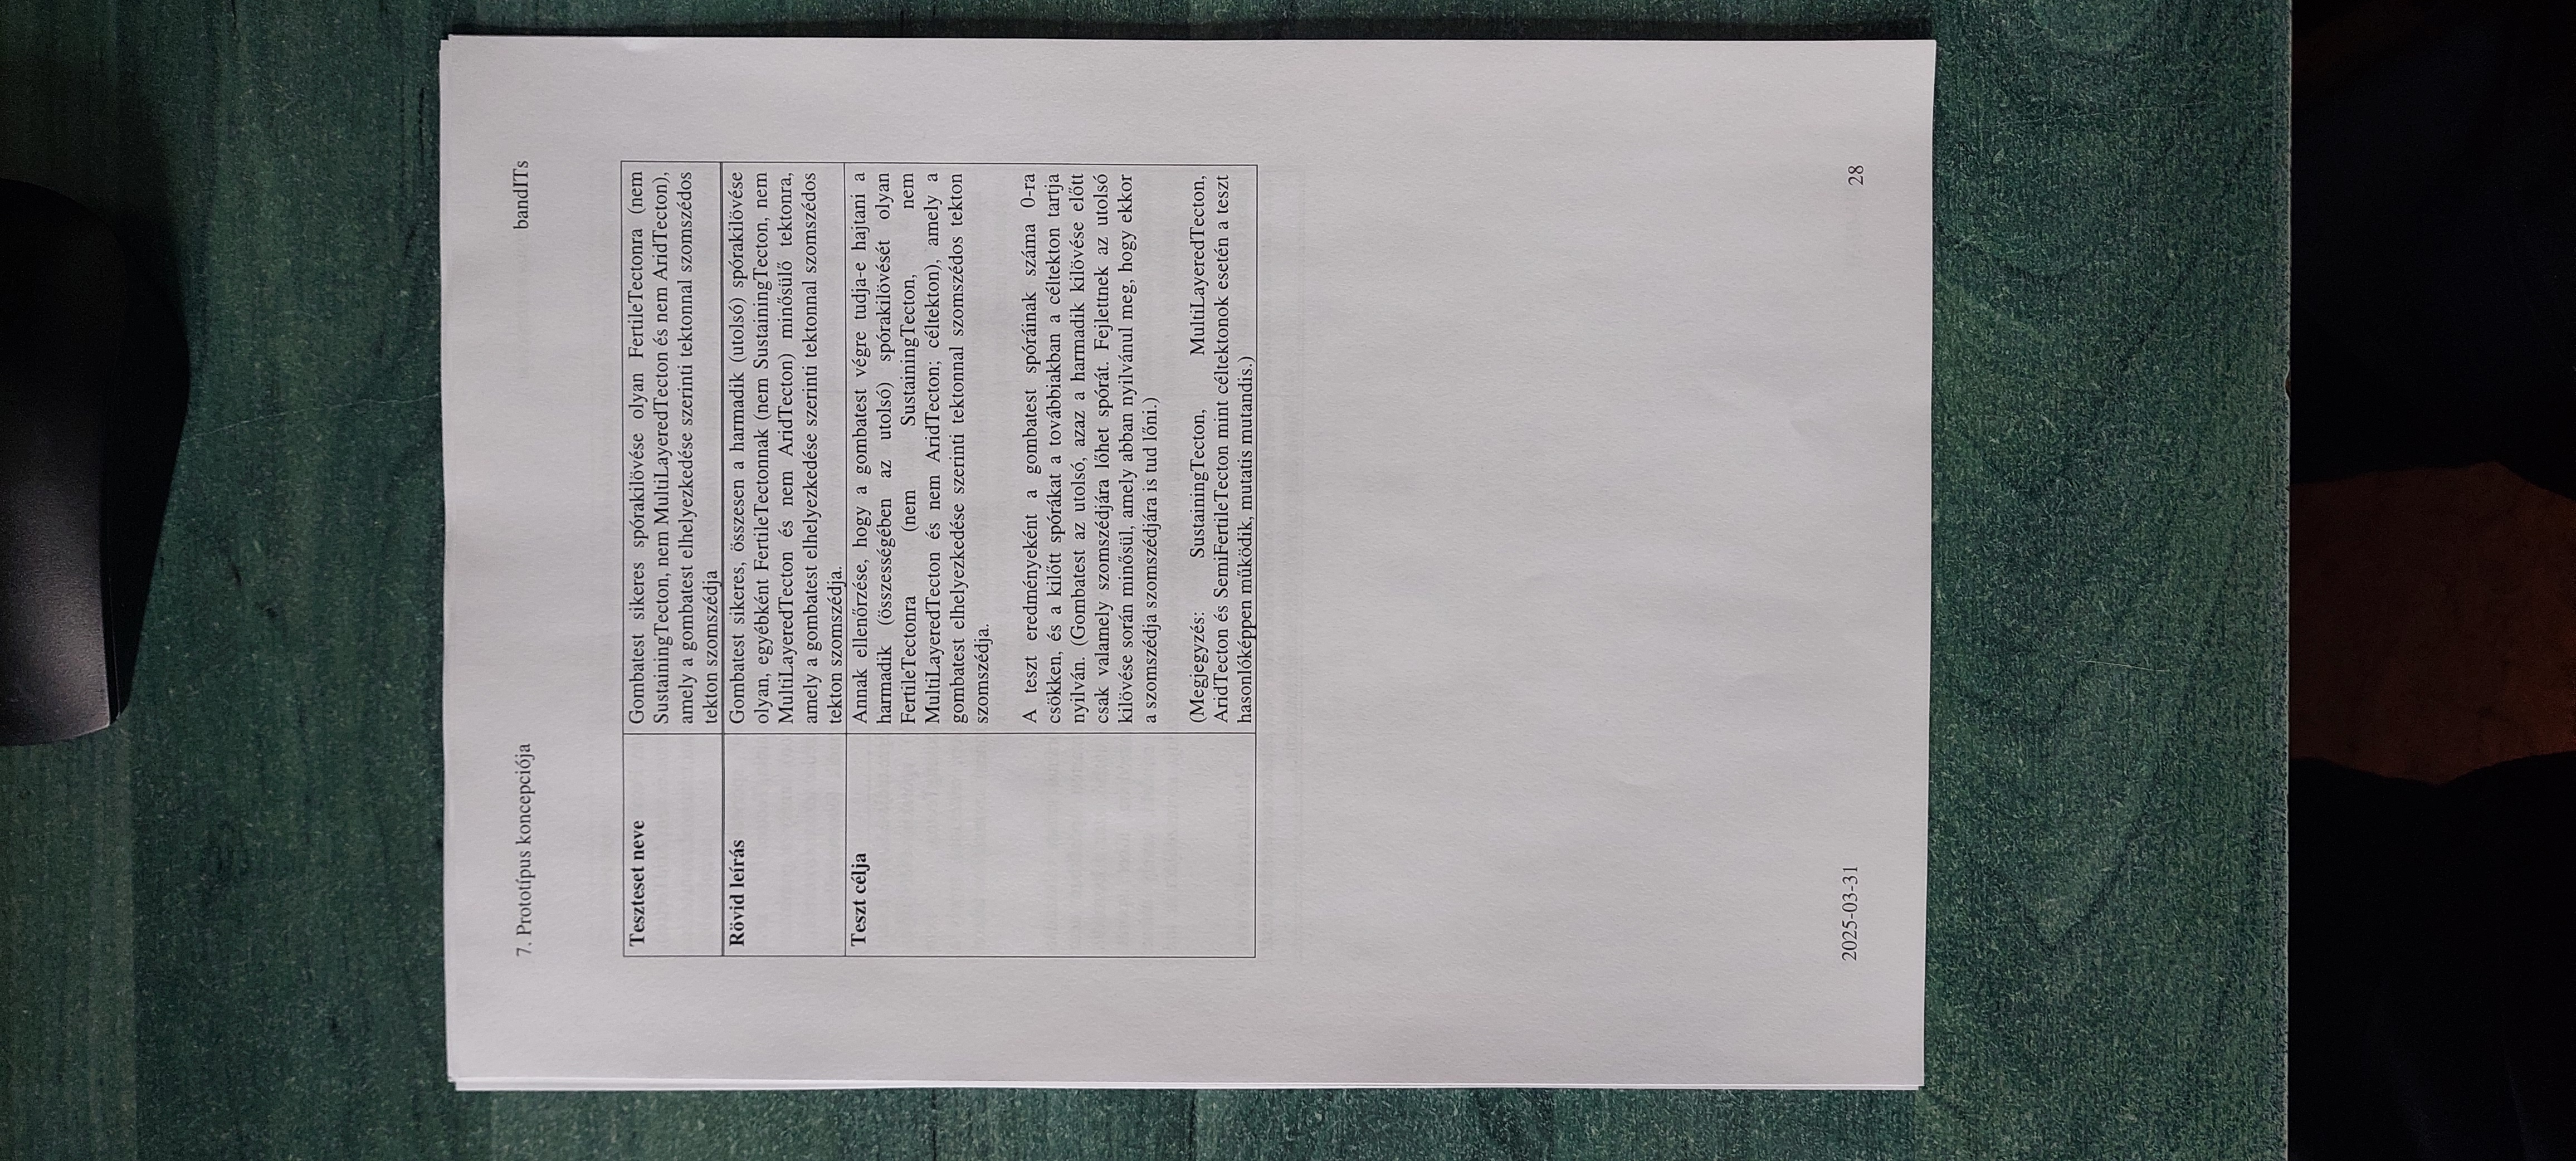 7. Prototípus koncepciója bandITs
Teszteset neve Gombatest sikeres spórakilövése olyan FertileTectonra (nem
SustainingTecton, nem MultiLayeredTecton és nem AridTecton),
amely a gombatest elhelyezkedése szerinti tektonnal szomszédos
tekton szomszédja
Rövid leírás Gombatest sikeres, összesen a harmadik (utolsó) spórakilövése
olyan, egyébként FertileTectonnak (nem SustainingTecton, nem
MultiLayeredTecton és nem AridTecton) minősülő tektonra,
amely a gombatest elhelyezkedése szerinti tektonnal szomszédos
tekton szomszédja.
Teszt célja Annak ellenőrzése, hogy a gombatest végre tudja-e hajtani a
harmadik (összességében az utolsó) spórakilövését olyan
FertileTectonra (nem SustainingTecton, nem
MultiLayeredTecton és nem AridTecton; céltekton), amely a
gombatest elhelyezkedése szerinti tektonnal szomszédos tekton
szomszédja.
A teszt eredményeként a gombatest spóráinak száma 0-ra
csökken, és a kilőtt spórákat a továbbiakban a céltekton tartja
nyilván. (Gombatest az utolsó, azaz a harmadik kilövése előtt
csak valamely szomszédjára lőhet spórát. Fejlettnek az utolsó
kilövése során minősül, amely abban nyilvánul meg, hogy ekkor
a szomszédja szomszédjára is tud lőni.)
(Megjegyzés: SustainingTecton, MultiLayeredTecton,
AridTecton és SemiFertileTecton mint céltektonok esetén a teszt
hasonlóképpen működik, mutatis mutandis.)
2025-03-31 28